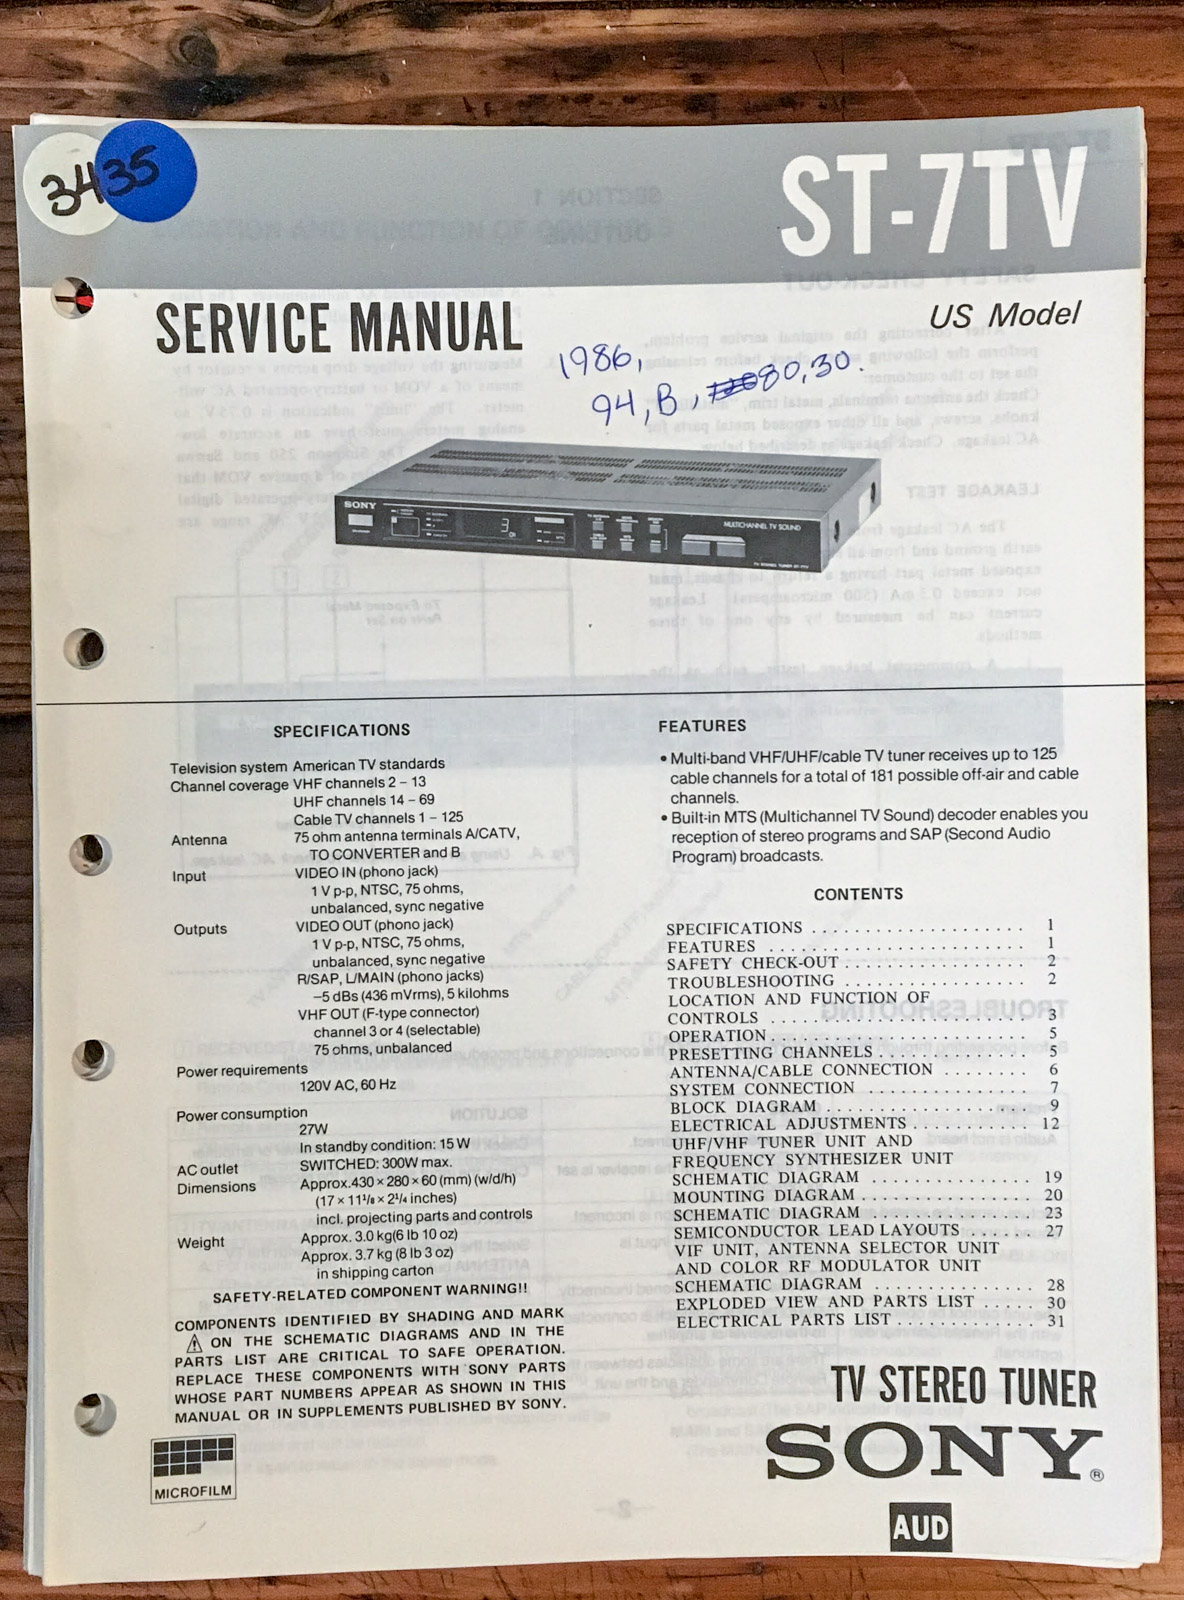 3435
ST-7TV
SERVICE MANUAL
US Model
1986,
94, B, 80, 30.
SONY
3
CH
MULTICHANNEL TV SOUND
TV STEREO TUNER ST-7TV
SPECIFICATIONS
Television system American TV standards
Channel coverage VHF channels 2 – 13
UHF channels 14 – 69
Cable TV channels 1 – 125
Antenna 75 ohm antenna terminals A/CATV,
TO CONVERTER and B
Input VIDEO IN (phono jack)
1 V p-p, NTSC, 75 ohms,
unbalanced, sync negative
Outputs VIDEO OUT (phono jack)
1 V p-p, NTSC, 75 ohms,
unbalanced, sync negative
R/SAP, L/MAIN (phono jacks)
–5 dBs (436 mVrms), 5 kilohms
VHF OUT (F-type connector)
channel 3 or 4 (selectable)
75 ohms, unbalanced
Power requirements
120V AC, 60 Hz
Power consumption
27W
In standby condition: 15 W
AC outlet SWITCHED: 300W max.
Dimensions Approx. 430 × 280 × 60 (mm) (w/d/h)
(17 × 11 1/8 × 2 1/4 inches)
incl. projecting parts and controls
Weight Approx. 3.0 kg(6 lb 10 oz)
Approx. 3.7 kg (8 lb 3 oz)
in shipping carton
SAFETY-RELATED COMPONENT WARNING!!
COMPONENTS IDENTIFIED BY SHADING AND MARK
⚠ ON THE SCHEMATIC DIAGRAMS AND IN THE
PARTS LIST ARE CRITICAL TO SAFE OPERATION.
REPLACE THESE COMPONENTS WITH SONY PARTS
WHOSE PART NUMBERS APPEAR AS SHOWN IN THIS
MANUAL OR IN SUPPLEMENTS PUBLISHED BY SONY.
MICROFILM
FEATURES
• Multi-band VHF/UHF/cable TV tuner receives up to 125
cable channels for a total of 181 possible off-air and cable
channels.
• Built-in MTS (Multichannel TV Sound) decoder enables you
reception of stereo programs and SAP (Second Audio
Program) broadcasts.
CONTENTS
SPECIFICATIONS . . . . . . . . . . 1
FEATURES . . . . . . . . . . 1
SAFETY CHECK-OUT . . . . . . . . . . 2
TROUBLESHOOTING . . . . . . . . . . 2
LOCATION AND FUNCTION OF
CONTROLS . . . . . . . . . . 3
OPERATION . . . . . . . . . . 5
PRESETTING CHANNELS . . . . . . . . . . 5
ANTENNA/CABLE CONNECTION . . . . . . . 6
SYSTEM CONNECTION . . . . . . . . . . 7
BLOCK DIAGRAM . . . . . . . . . . 9
ELECTRICAL ADJUSTMENTS . . . . . . . . . . 12
UHF/VHF TUNER UNIT AND
FREQUENCY SYNTHESIZER UNIT
SCHEMATIC DIAGRAM . . . . . . . . . . 19
MOUNTING DIAGRAM . . . . . . . . . . 20
SCHEMATIC DIAGRAM . . . . . . . . . . 23
SEMICONDUCTOR LEAD LAYOUTS . . . . . . 27
VIF UNIT, ANTENNA SELECTOR UNIT
AND COLOR RF MODULATOR UNIT
SCHEMATIC DIAGRAM . . . . . . . . . . 28
EXPLODED VIEW AND PARTS LIST . . . . . 30
ELECTRICAL PARTS LIST . . . . . . . . . . 31
TV STEREO TUNER
SONY®
AUD